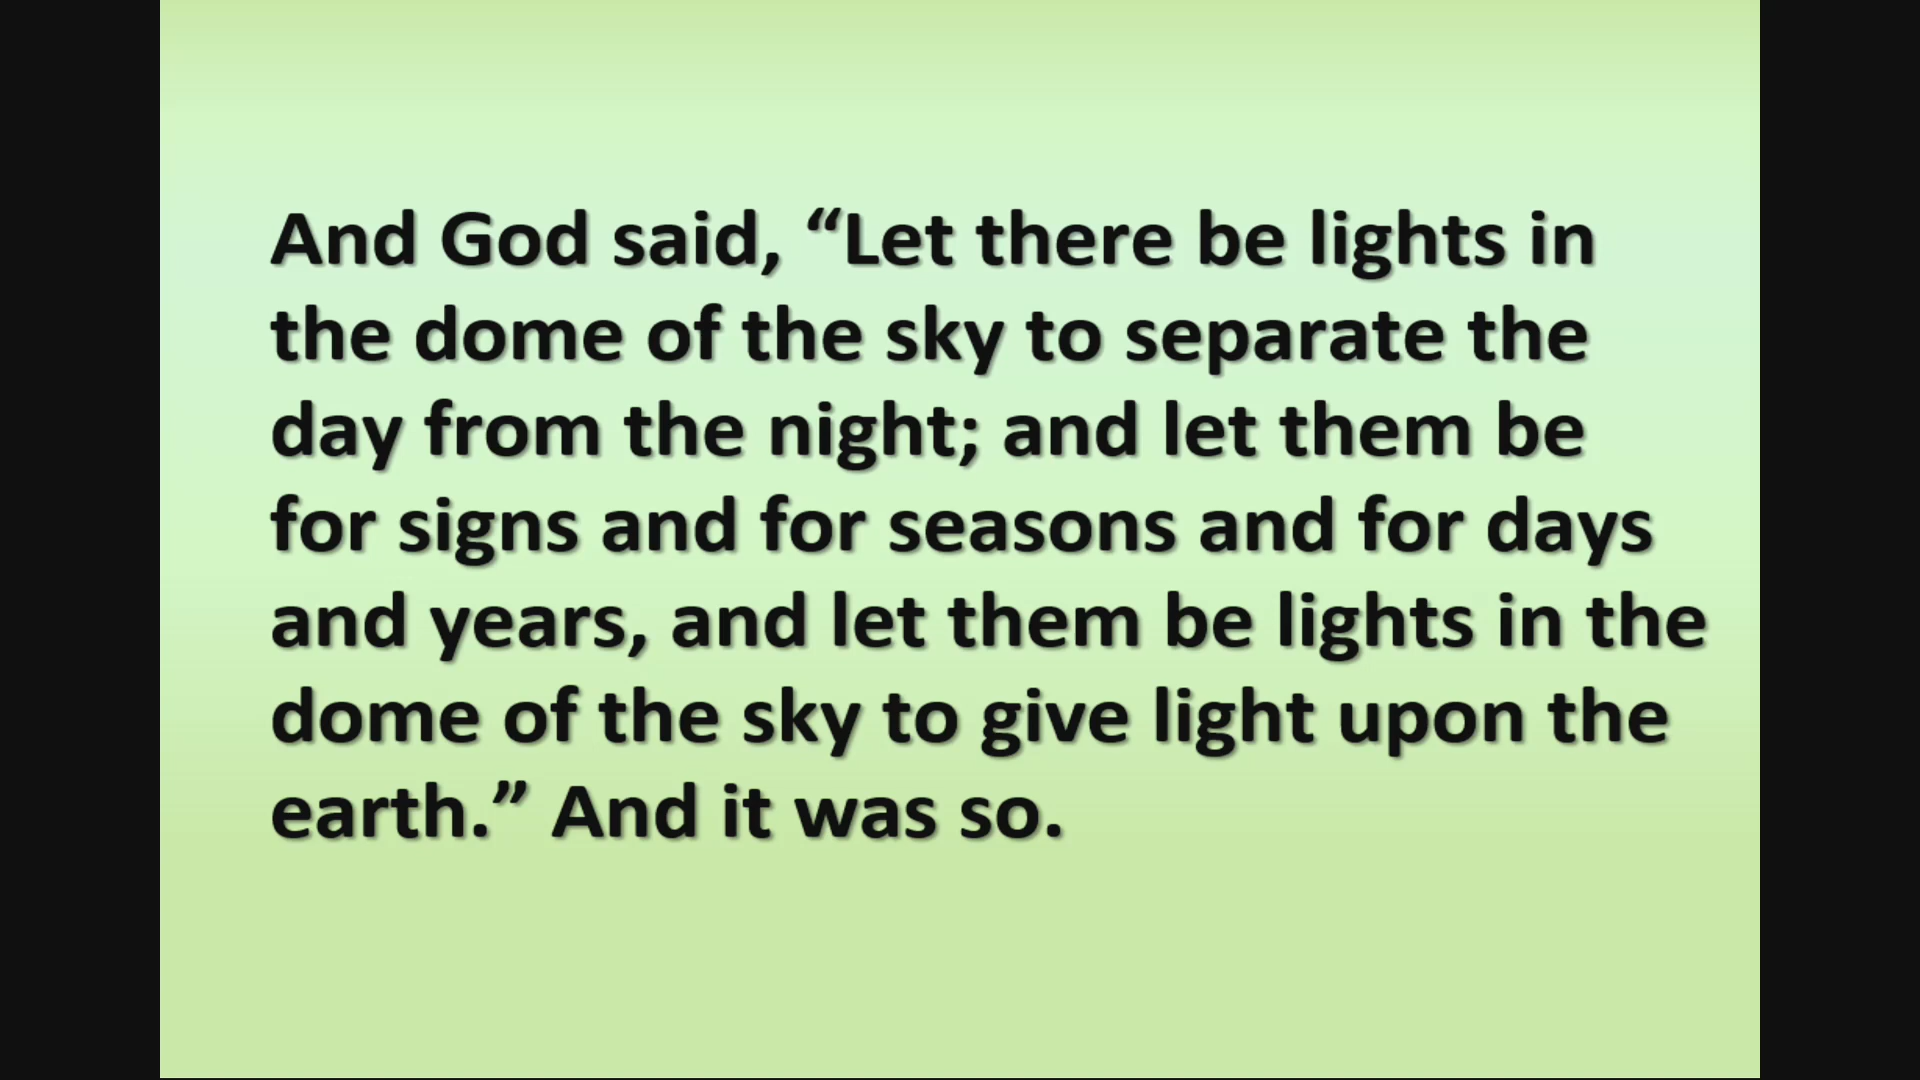 And God said, “Let there be lights in
the dome of the sky to separate the
day from the night; and let them be
for signs and for seasons and for days
and years, and let them be lights in the
dome of the sky to give light upon the
earth.” And it was so.